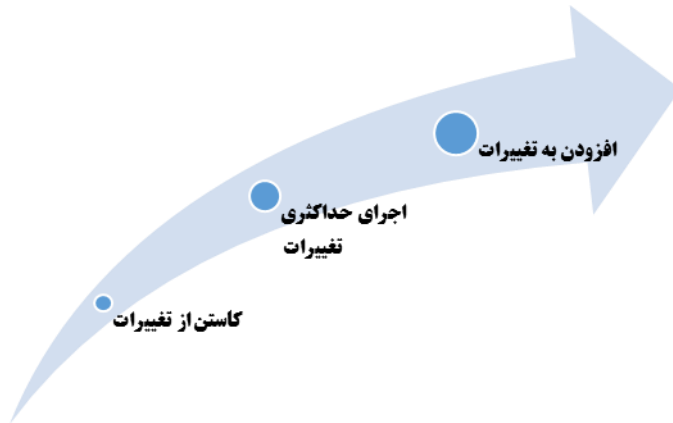 افزودن به تغییرات
اجرای حداکثری
تغییرات
کاستن از تغییرات